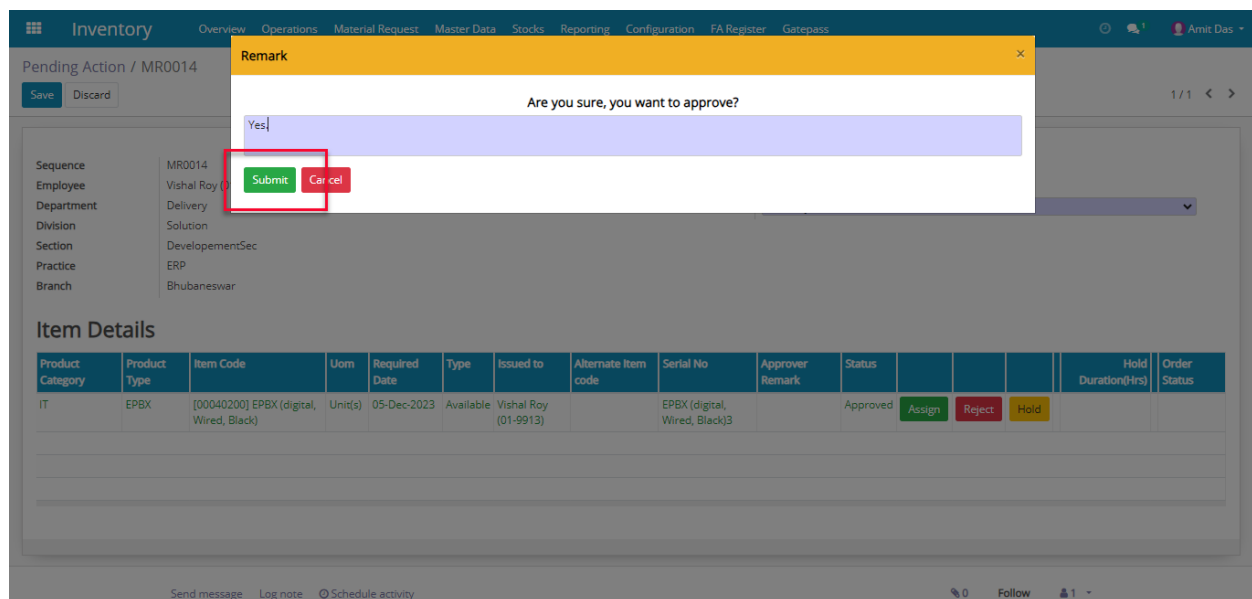 Inventory Overview Operations Material Request Master Data Stocks Reporting Configuration FA Register Gatepass 1 Amit Das
Remark ×
Pending Action / MR0014
Save Discard
1 / 1
Are you sure, you want to approve?
Yes.
Submit Cancel
Sequence MR0014
Employee Vishal Roy (0
Department Delivery
Division Solution
Section DevelopementSec
Practice ERP
Branch Bhubaneswar
Item Details
Product Category Product Type Item Code Uom Required Date Type Issued to Alternate Item code Serial No Approver Remark Status Hold Duration(Hrs) Order Status
IT EPBX [00040200] EPBX (digital, Wired, Black) Unit(s) 05-Dec-2023 Available Vishal Roy (01-9913) EPBX (digital, Wired, Black)3 Approved Assign Reject Hold
Send message Log note Schedule activity 0 Follow 1